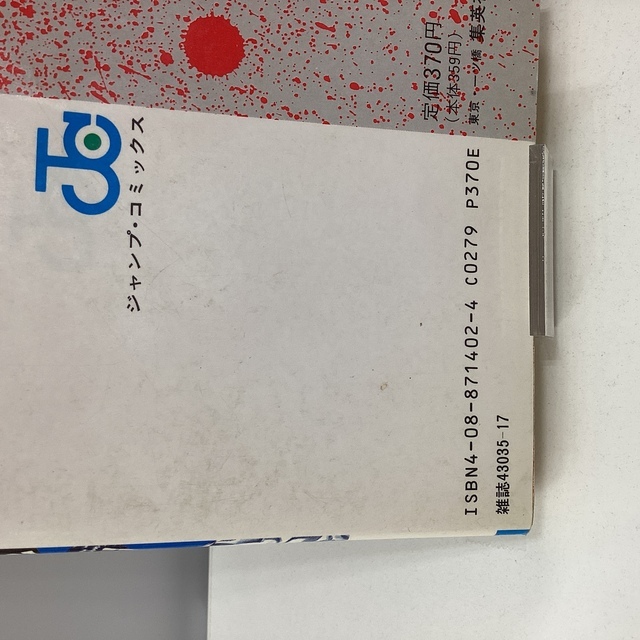 定価370円
(本体359円)
東京 一ツ橋 集英
JC
ジャンプ・コミックス
ISBN4-08-871402-4 C0279 P370E
雑誌43035-17